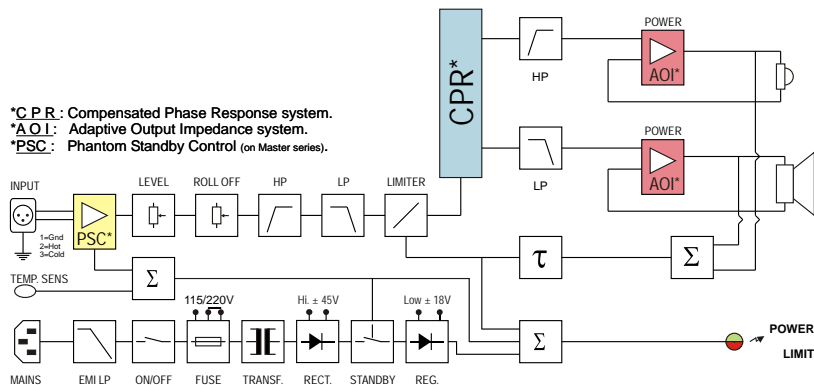 POWER
CPR*
AOI*
HP
*C P R : Compensated Phase Response system.
*A O I : Adaptive Output Impedance system.
*PSC : Phantom Standby Control (on Master series).
POWER
AOI*
LP
INPUT
LEVEL
ROLL OFF
HP
LP
LIMITER
PSC*
1=Gnd
2=Hot
3=Cold
τ
Σ
TEMP. SENS
Σ
115/220V
Hi. ± 45V
Low ± 18V
Σ
POWER
LIMIT
MAINS
EMI LP
ON/OFF
FUSE
TRANSF.
RECT.
STANDBY
REG.